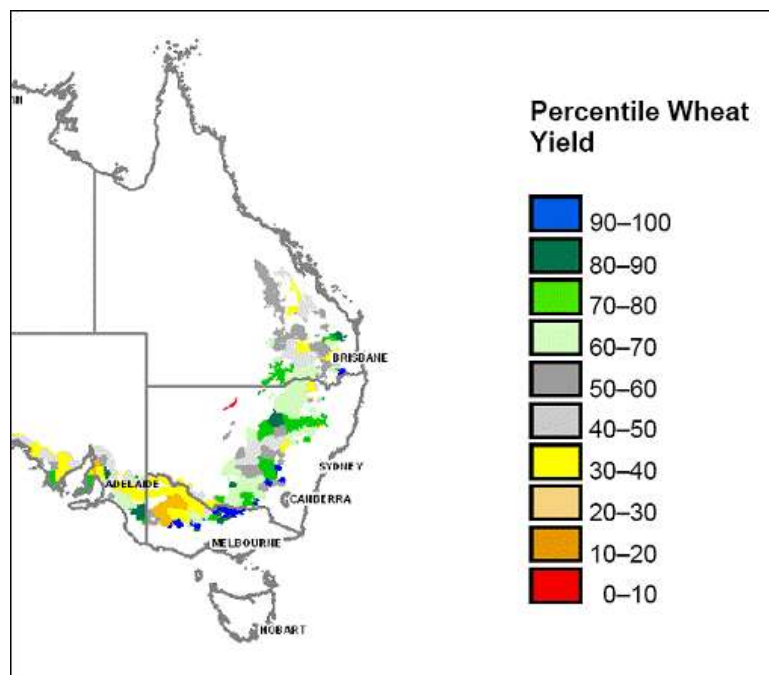 Percentile Wheat
Yield
90–100
80–90
70–80
60–70
50–60
40–50
30–40
20–30
10–20
0–10
BRISBANE
SYDNEY
ADELAIDE
CANBERRA
MELBOURNE
HOBART